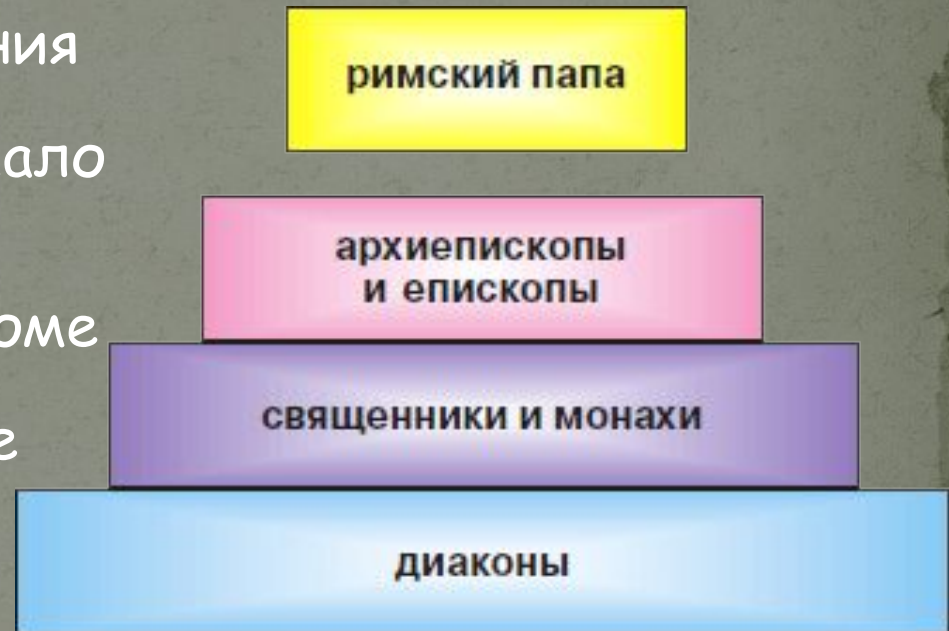 римский папа
архиепископы
и епископы
священники и монахи
диаконы